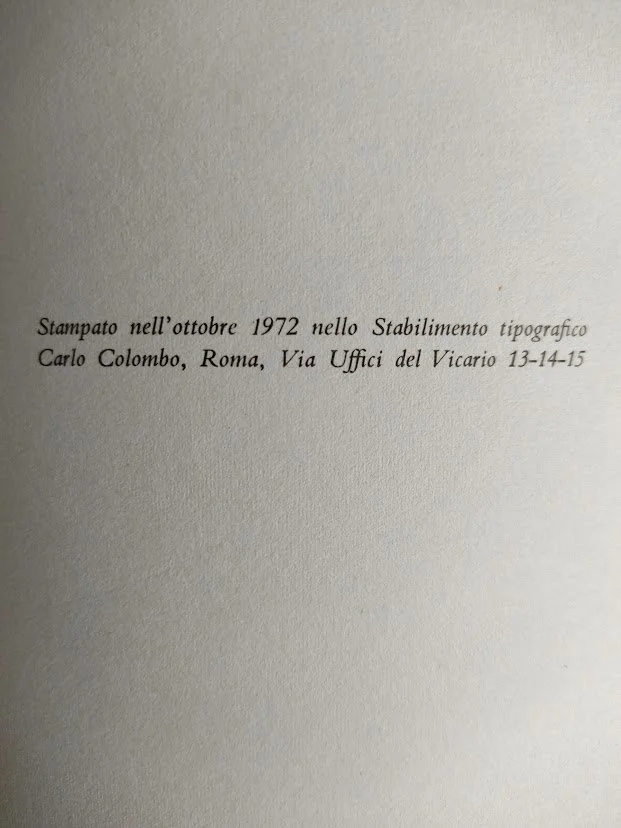 Stampato nell'ottobre 1972 nello Stabilimento tipografico
Carlo Colombo, Roma, Via Uffici del Vicario 13-14-15